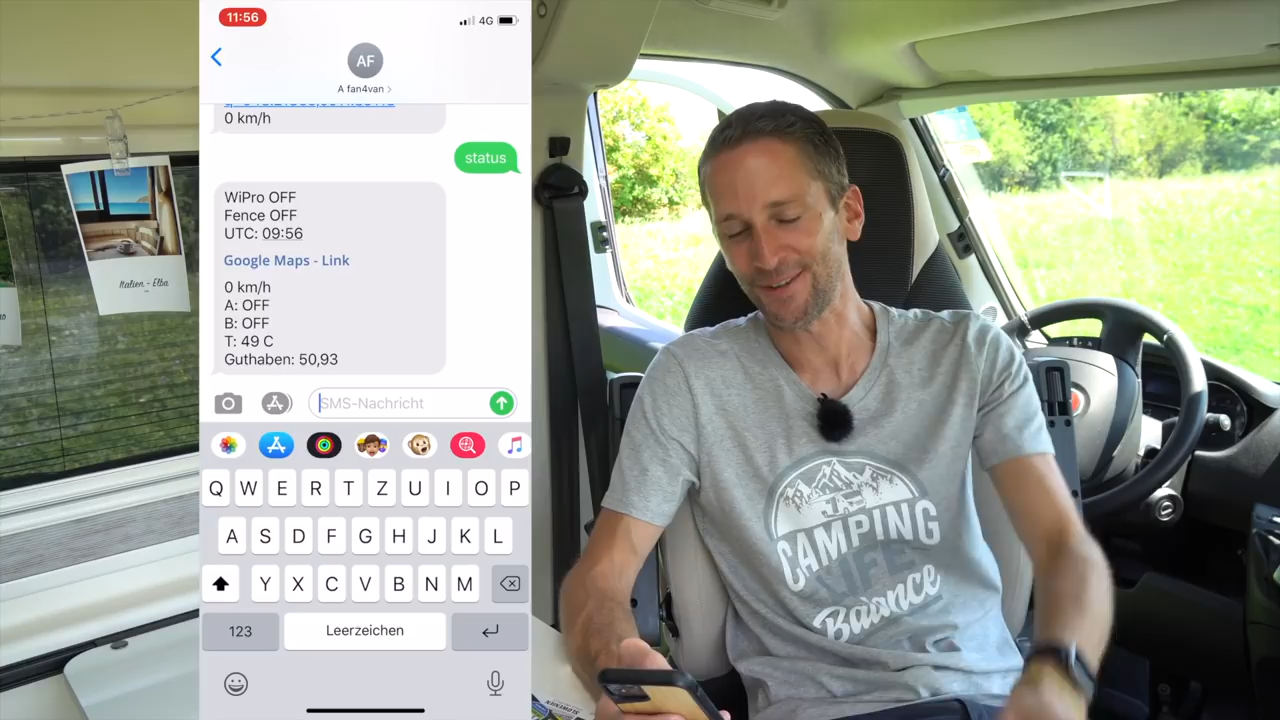 11:56
4G
AF
A fan4van >
0 km/h
status
WiPro OFF
Fence OFF
UTC: 09:56
Google Maps - Link
0 km/h
A: OFF
B: OFF
T: 49 C
Guthaben: 50,93
SMS-Nachricht
Q W E R T Z U I O P
A S D F G H J K L
Y X C V B N M
123
Leerzeichen
Italien - Elba
CAMPING
LIFE
Balance